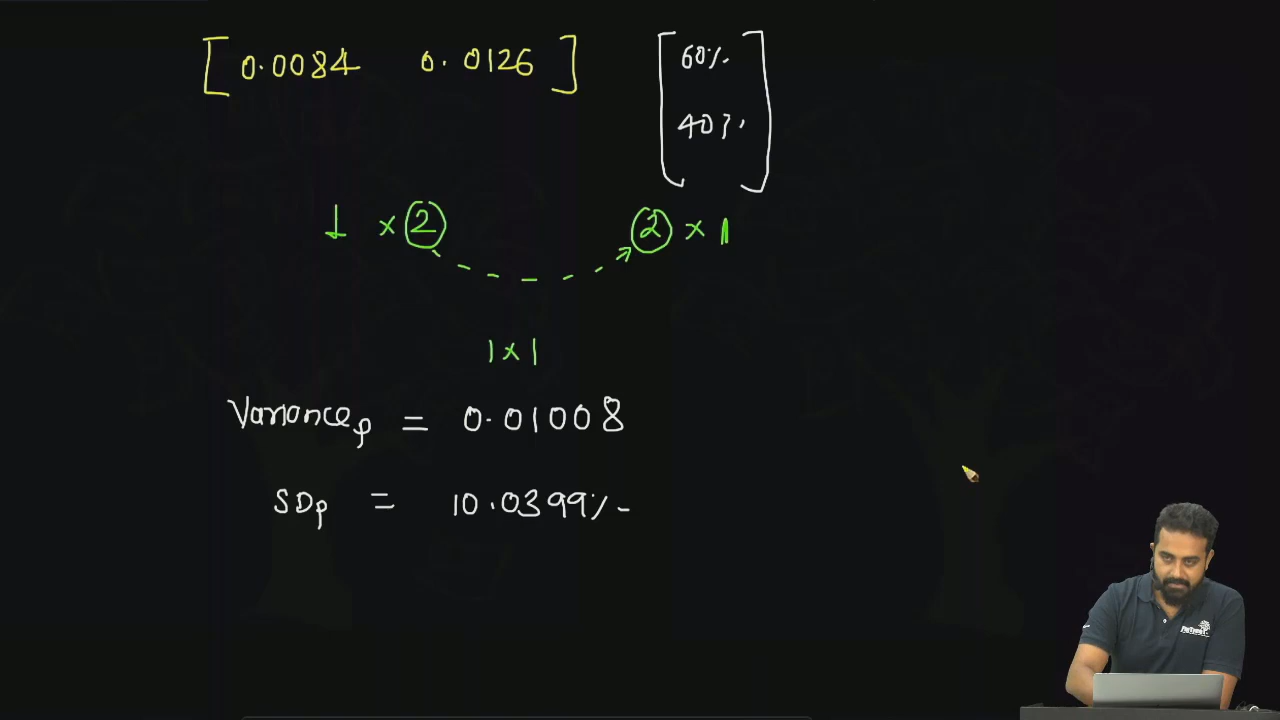 [ 0.0084 0.0126 ] [ 60%
40% ]
1 × 2 2 × 1
1 × 1
Variance_p = 0.01008
SD_p = 10.0399%